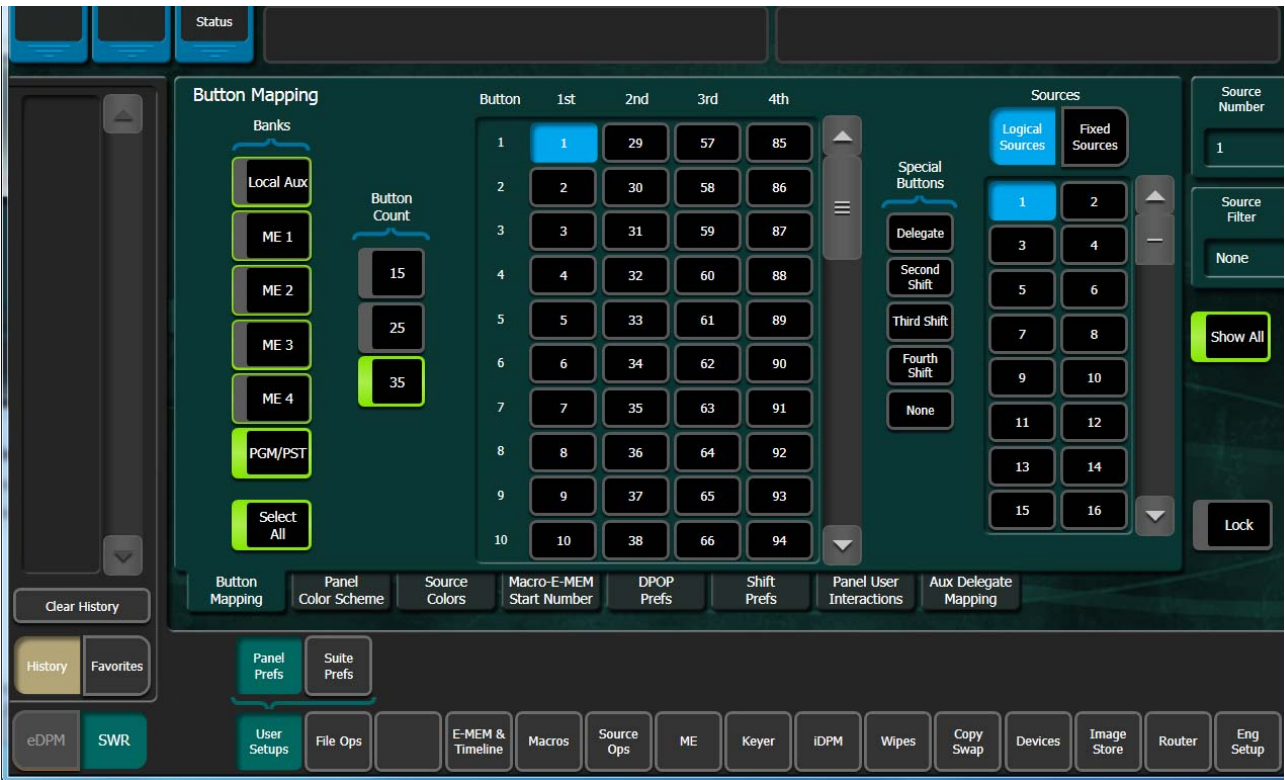 Status
Button Mapping
Banks
Local Aux
ME 1
ME 2
ME 3
ME 4
PGM/PST
Select
All
Button
Count
15
25
35
Button 1st 2nd 3rd 4th
1 1 29 57 85
2 2 30 58 86
3 3 31 59 87
4 4 32 60 88
5 5 33 61 89
6 6 34 62 90
7 7 35 63 91
8 8 36 64 92
9 9 37 65 93
10 10 38 66 94
Special
Buttons
Delegate
Second
Shift
Third Shift
Fourth
Shift
None
Sources
Logical
Sources
Fixed
Sources
1 2
3 4
5 6
7 8
9 10
11 12
13 14
15 16
Source
Number
1
Source
Filter
None
Show All
Lock
Button
Mapping
Panel
Color Scheme
Source
Colors
Macro-E-MEM
Start Number
DPOP
Prefs
Shift
Prefs
Panel User
Interactions
Aux Delegate
Mapping
Clear History
History
Favorites
Panel
Prefs
Suite
Prefs
eDPM
SWR
User
Setups
File Ops
E-MEM &
Timeline
Macros
Source
Ops
ME
Keyer
iDPM
Wipes
Copy
Swap
Devices
Image
Store
Router
Eng
Setup